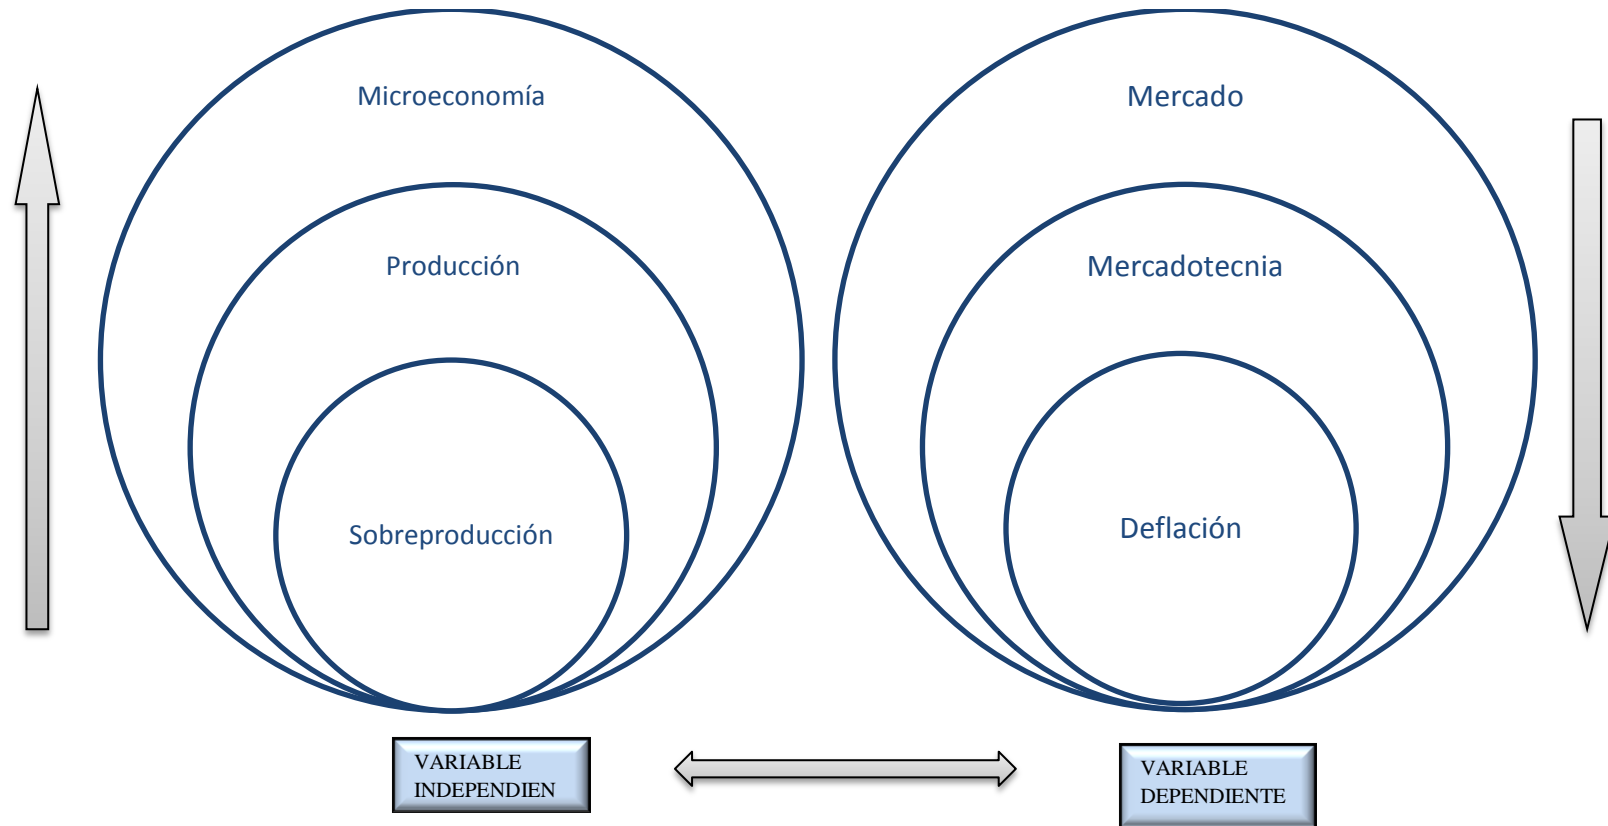 Microeconomía
Producción
Sobreproducción
Mercado
Mercadotecnia
Deflación
VARIABLE
INDEPENDIEN
VARIABLE
DEPENDIENTE